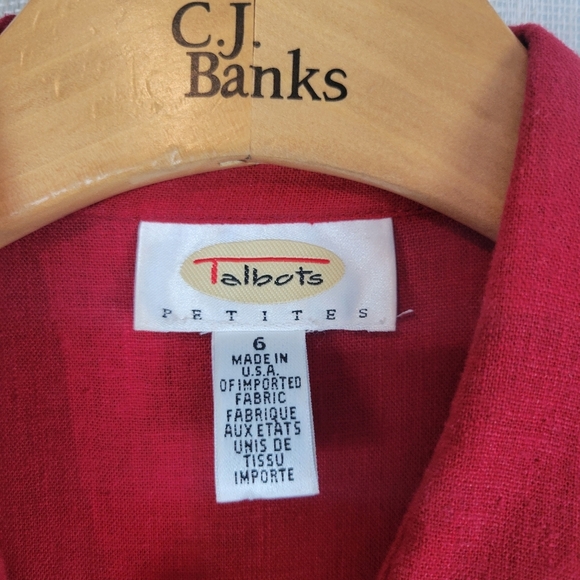 C.J.
Banks
Talbots
PETITES
6
MADE IN
U.S.A.
OF IMPORTED
FABRIC
FABRIQUE
AUX ETATS
UNIS DE
TISSU
IMPORTE